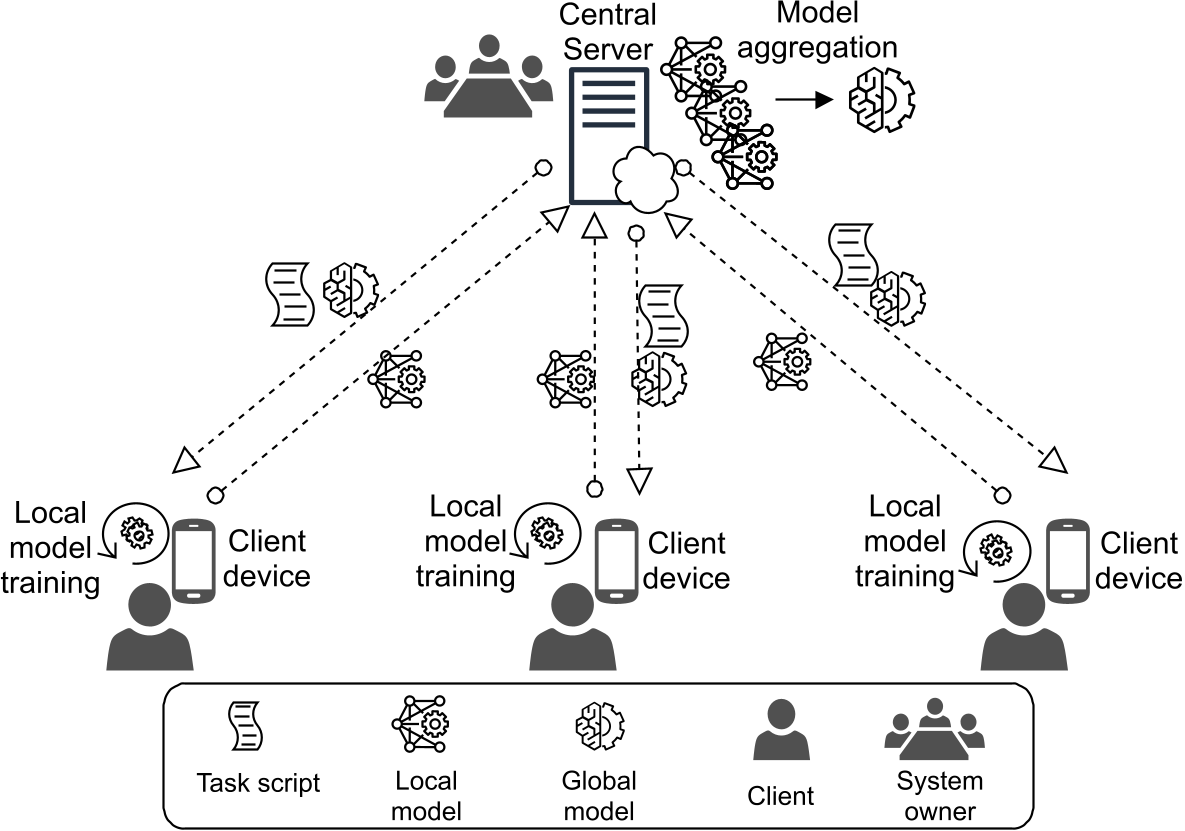 Central
Server
Model
aggregation
Local
model
training
Client
device
Local
model
training
Client
device
Local
model
training
Client
device
Task script
Local
model
Global
model
Client
System
owner